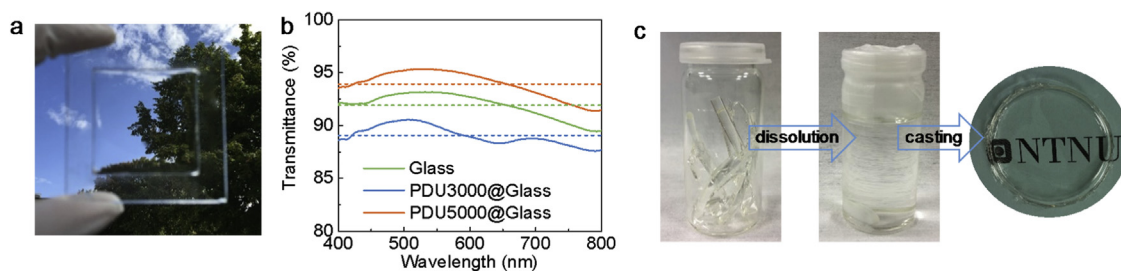 a
b
c
Transmittance (%)
100
95
90
85
80
Glass
PDU3000@Glass
PDU5000@Glass
400
500
600
700
800
Wavelength (nm)
dissolution
casting
NTNU